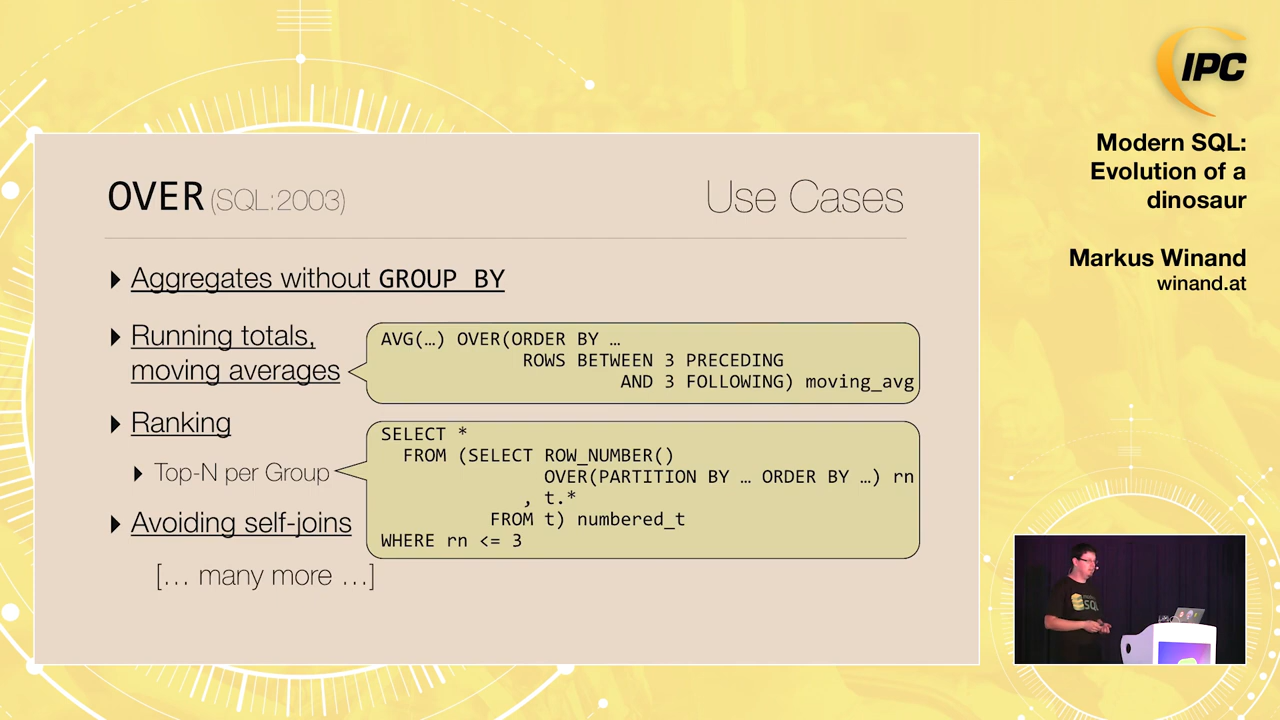 IPC
Modern SQL:
Evolution of a
dinosaur
Markus Winand
winand.at
OVER (SQL:2003)
Use Cases
Aggregates without GROUP BY
Running totals,
moving averages
AVG(…) OVER(ORDER BY …
ROWS BETWEEN 3 PRECEDING
AND 3 FOLLOWING) moving_avg
Ranking
Top-N per Group
SELECT *
FROM (SELECT ROW_NUMBER()
OVER(PARTITION BY … ORDER BY …) rn
, t.*
FROM t) numbered_t
WHERE rn <= 3
Avoiding self-joins
[… many more …]
SQL